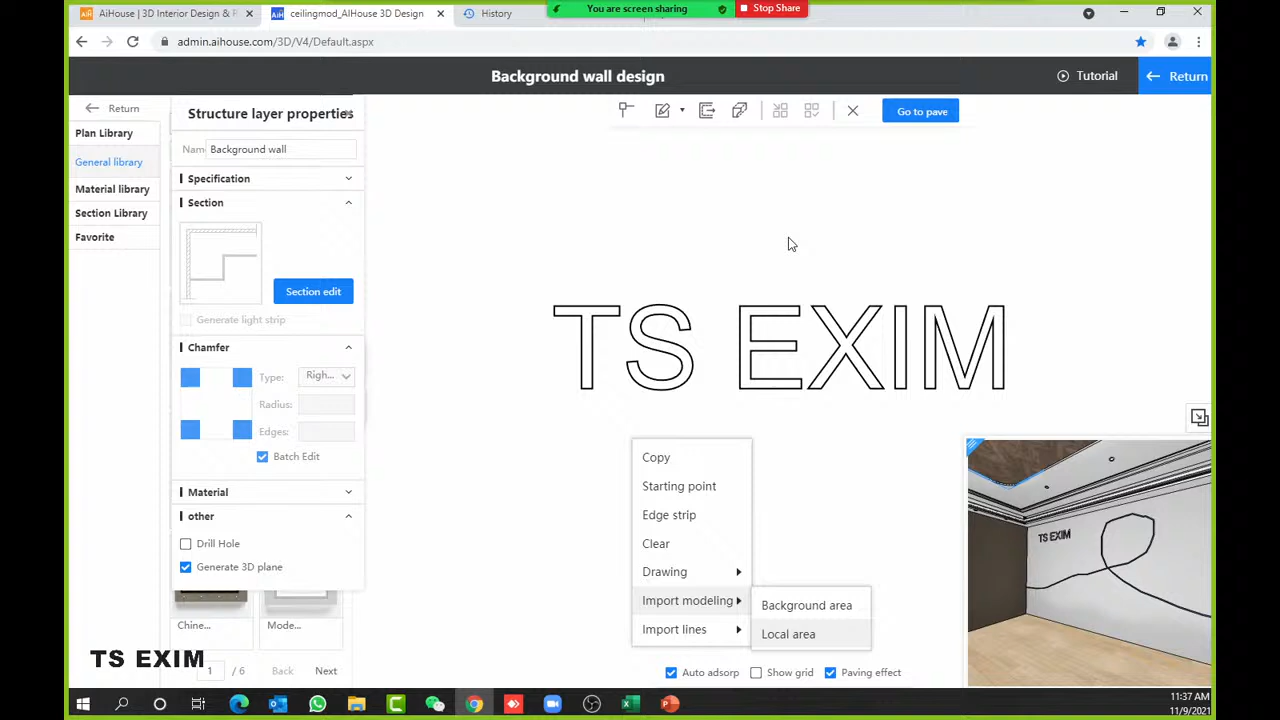 You are screen sharing
Stop Share
AiHouse | 3D Interior Design & F
ceilingmod_AIHouse 3D Design
History
admin.aihouse.com/3D/V4/Default.aspx
Background wall design
Tutorial
Return
Return
Plan Library
General library
Material library
Section Library
Favorite
Structure layer properties
Name
Background wall
Specification
Section
Section edit
Generate light strip
Chamfer
Type:
Righ...
Radius:
Edges:
Batch Edit
Material
other
Drill Hole
Generate 3D plane
Chine...
Mode...
1 / 6 Back Next
Go to pave
TS EXIM
Copy
Starting point
Edge strip
Clear
Drawing
Import modeling
Import lines
Background area
Local area
Auto adsorp
Show grid
Paving effect
TS EXIM
TS EXIM
11:37 AM
11/9/2021